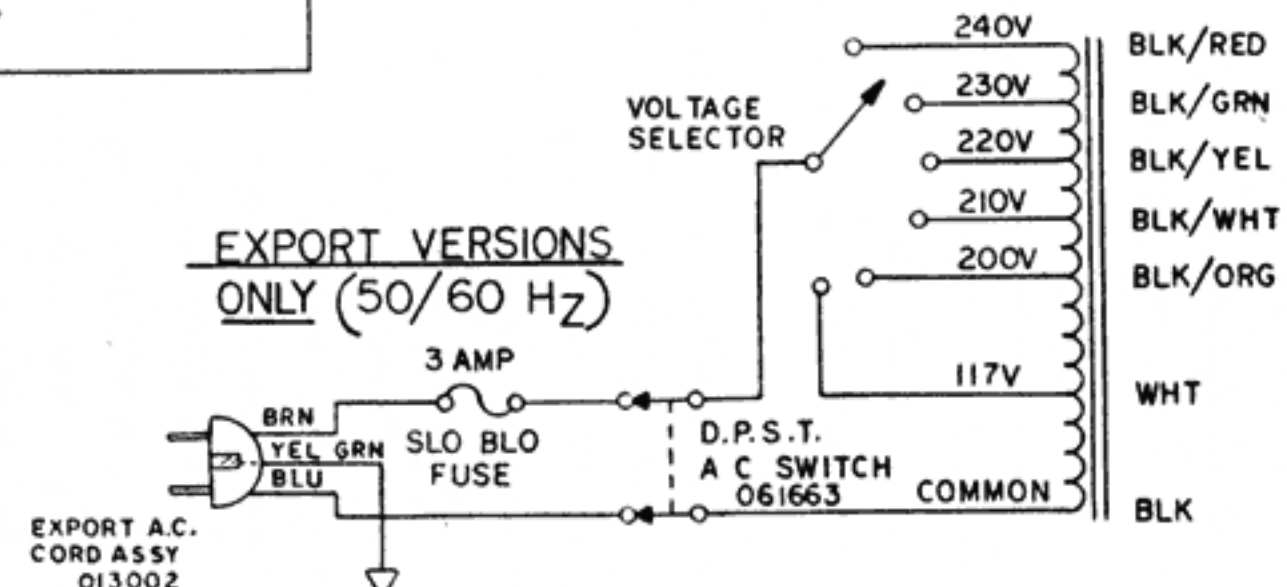 240V
BLK/RED
230V
BLK/GRN
VOLTAGE
SELECTOR
220V
BLK/YEL
210V
BLK/WHT
200V
BLK/ORG
EXPORT VERSIONS
ONLY (50/60 HZ)
3 AMP
117V
WHT
BRN
SLO BLO
FUSE
YEL GRN
BLU
D.P.S.T.
A C SWITCH
061663
COMMON
BLK
EXPORT A.C.
CORD ASSY
013002